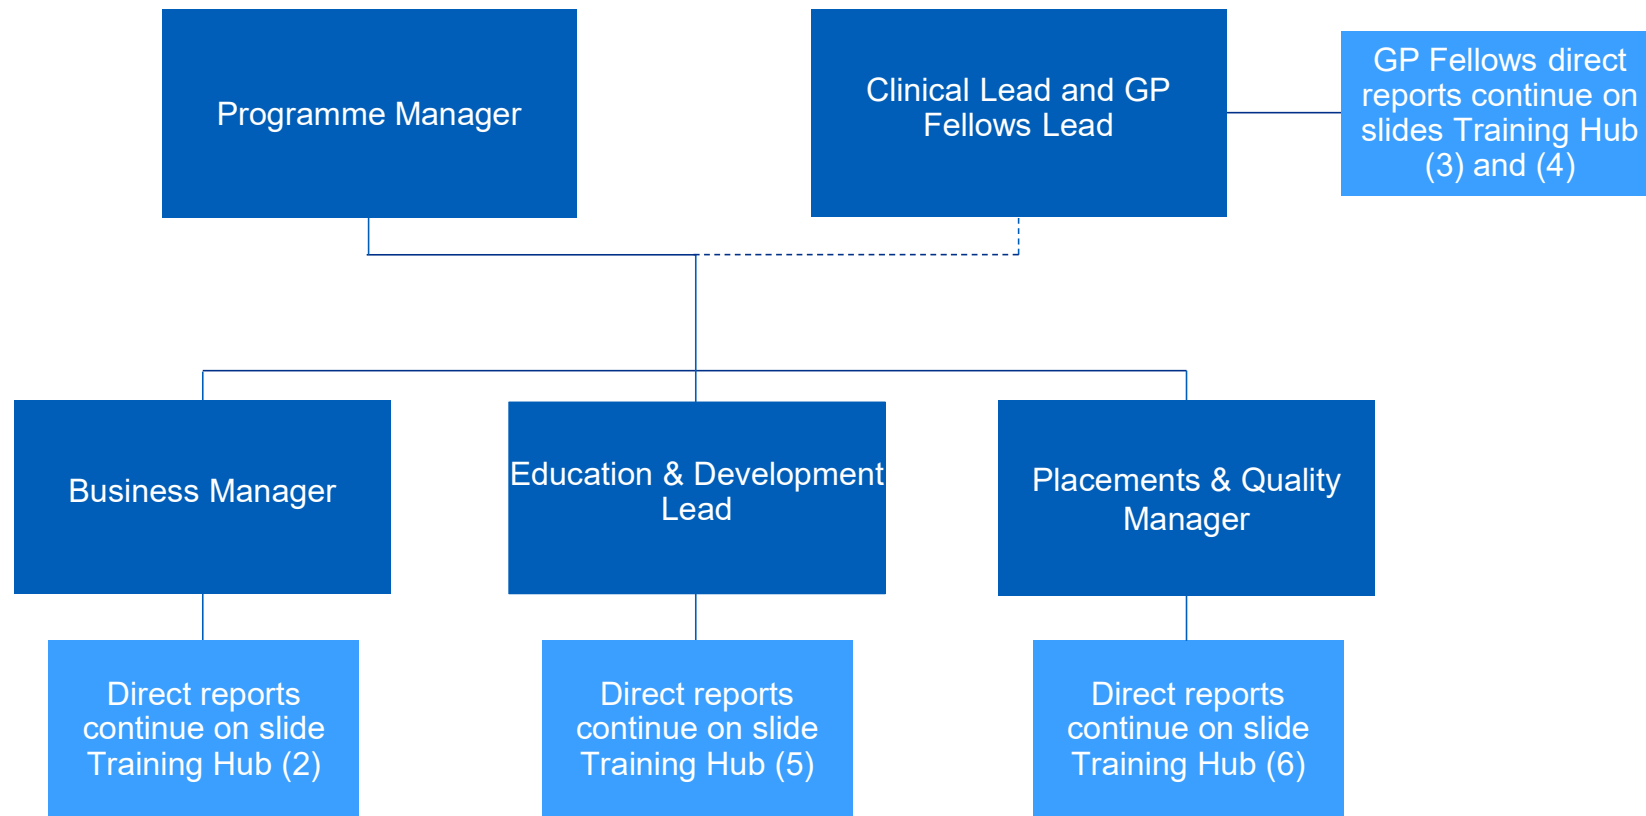 Programme Manager
Clinical Lead and GP
Fellows Lead
GP Fellows direct
reports continue on
slides Training Hub
(3) and (4)
Business Manager
Education & Development
Lead
Placements & Quality
Manager
Direct reports
continue on slide
Training Hub (2)
Direct reports
continue on slide
Training Hub (5)
Direct reports
continue on slide
Training Hub (6)